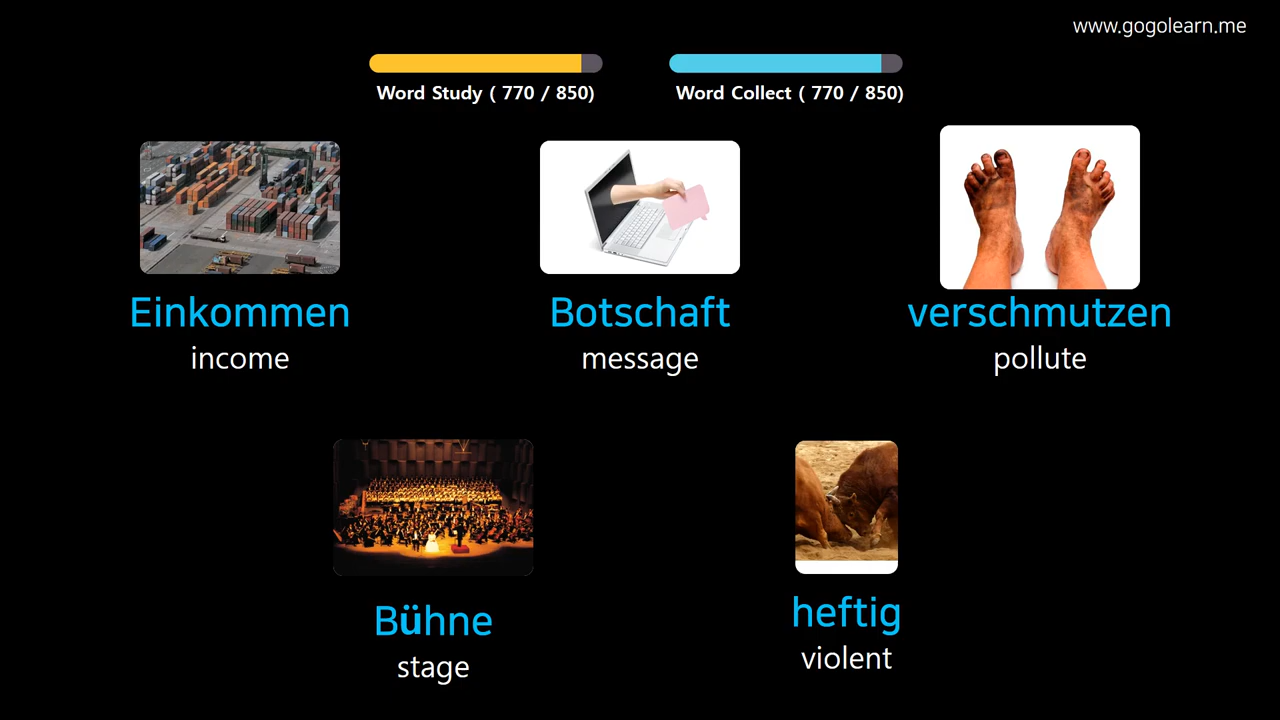 www.gogolearn.me
Word Study ( 770 / 850)
Word Collect ( 770 / 850)
Einkommen
income
Botschaft
message
verschmutzen
pollute
Bühne
stage
heftig
violent